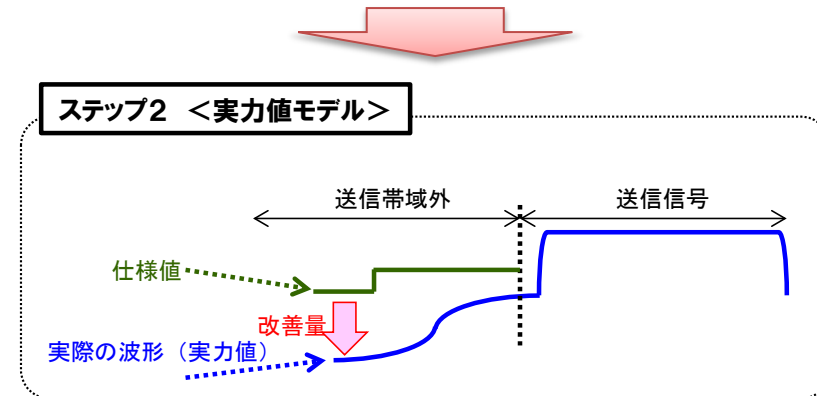 ステップ２ ＜実力値モデル＞
送信帯域外
送信信号
仕様値
改善量
実際の波形（実力値）